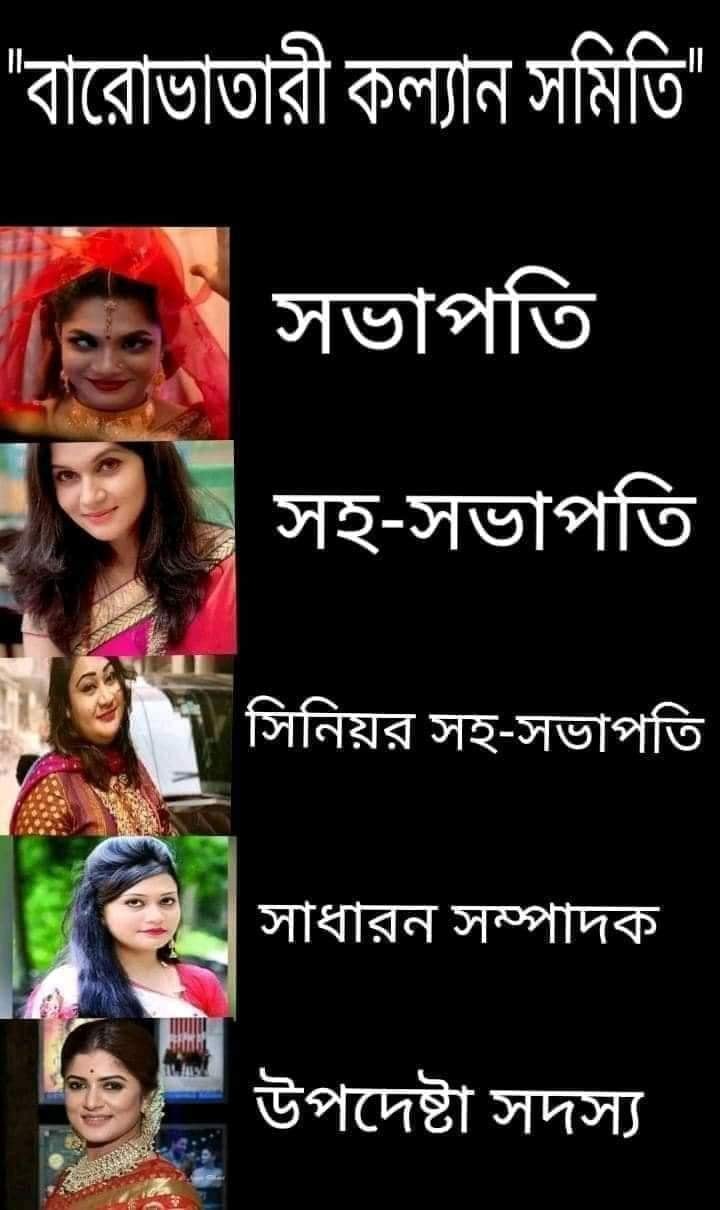 "বারোভাতারী কল্যান সমিতি"
সভাপতি
সহ-সভাপতি
সিনিয়র সহ-সভাপতি
সাধারন সম্পাদক
উপদেষ্টা সদস্য